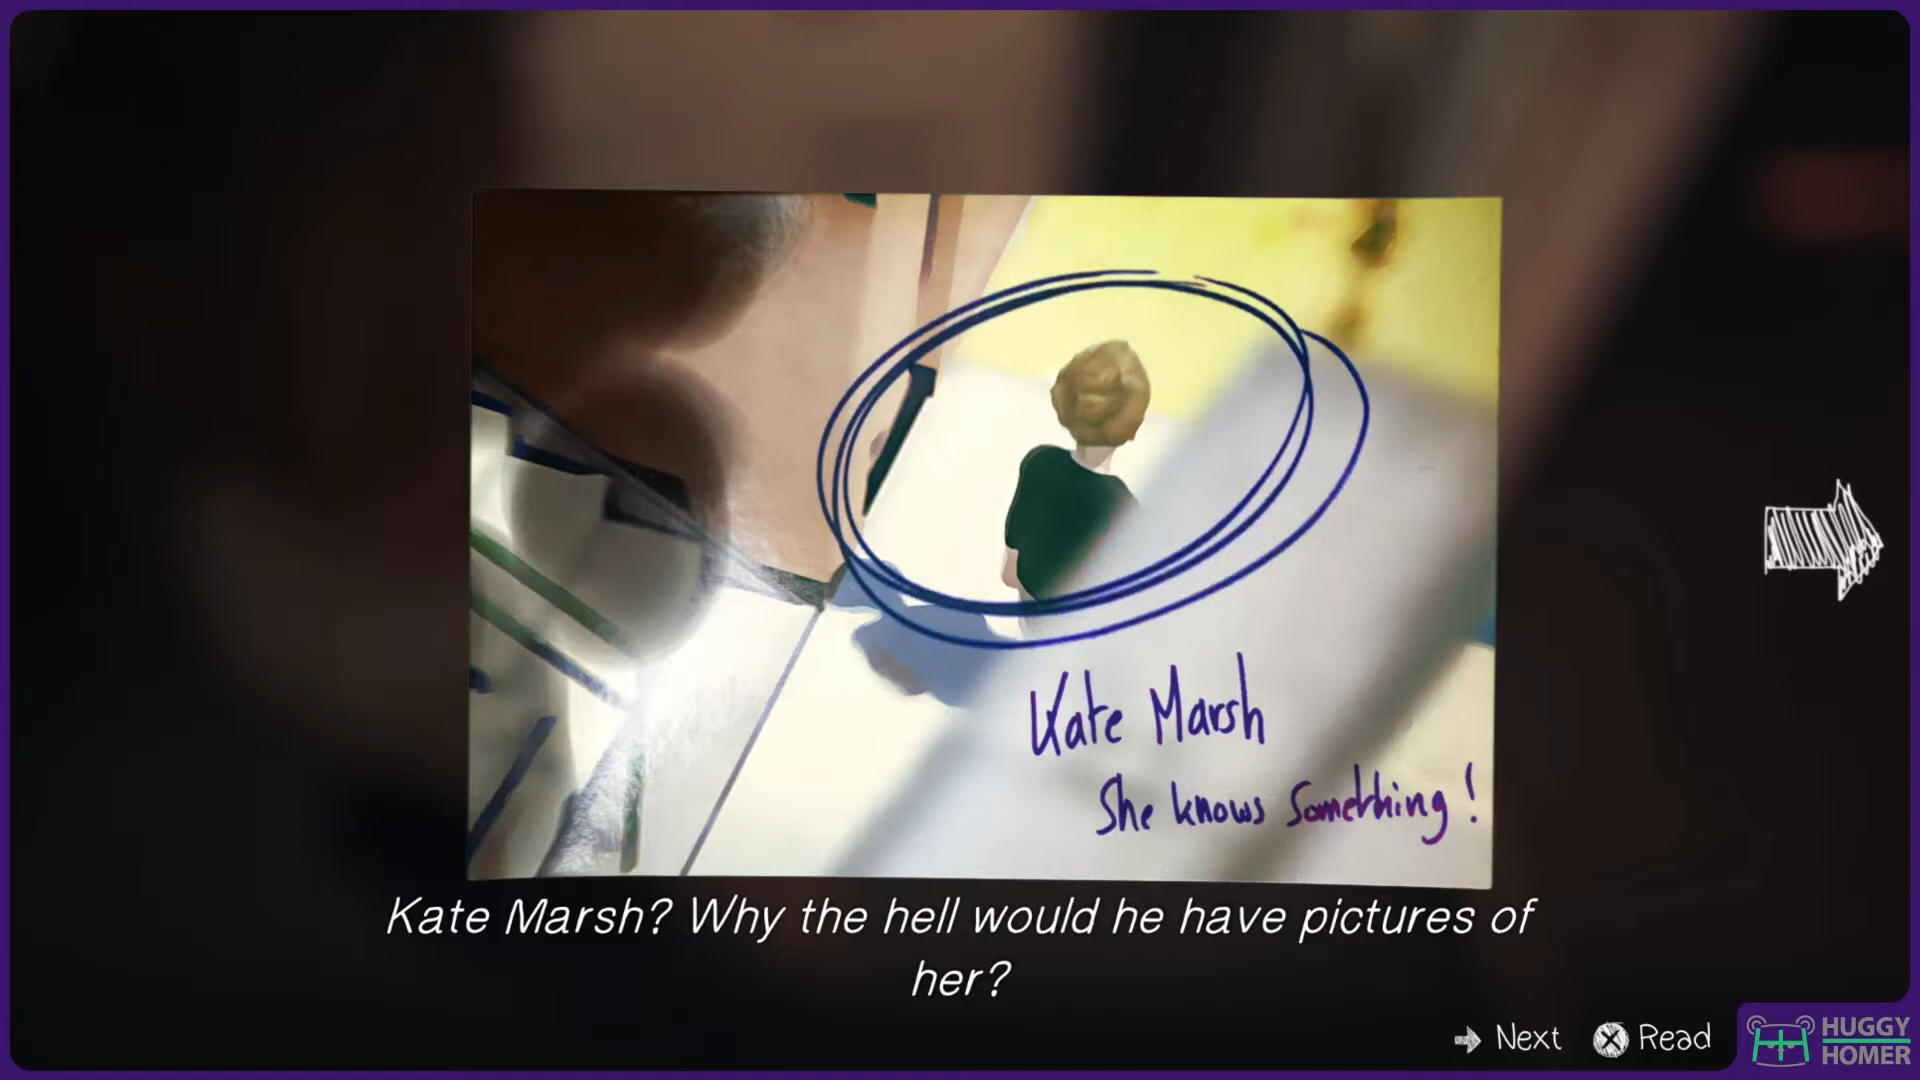 Kate Marsh
She knows Something!
Kate Marsh? Why the hell would he have pictures of
her?
Next
Read
HUGGY
HOMER